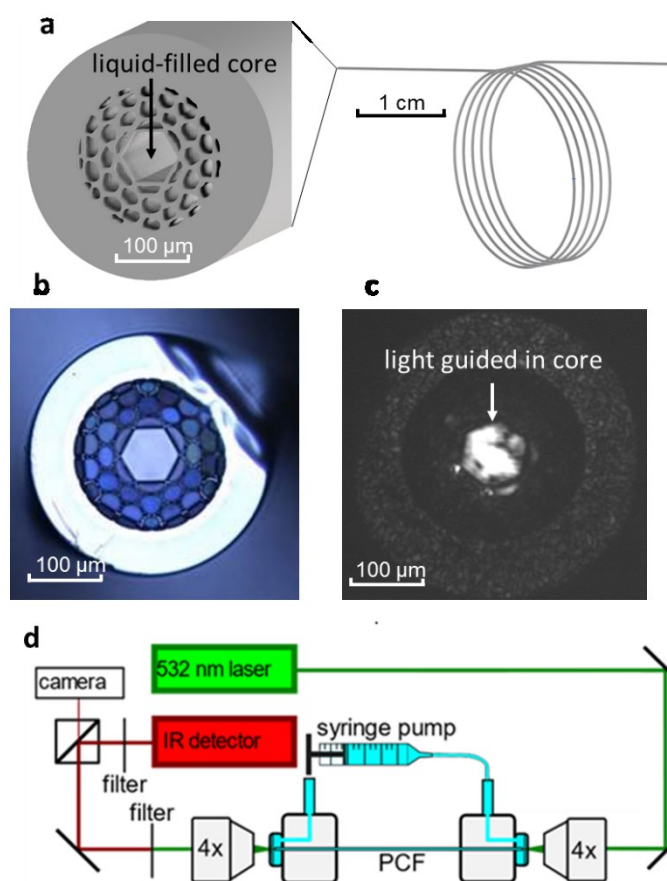 a
liquid-filled core
1 cm
100 µm
b
100 µm
c
light guided in core
100 µm
d
532 nm laser
camera
IR detector
syringe pump
filter
filter
4x
PCF
4x